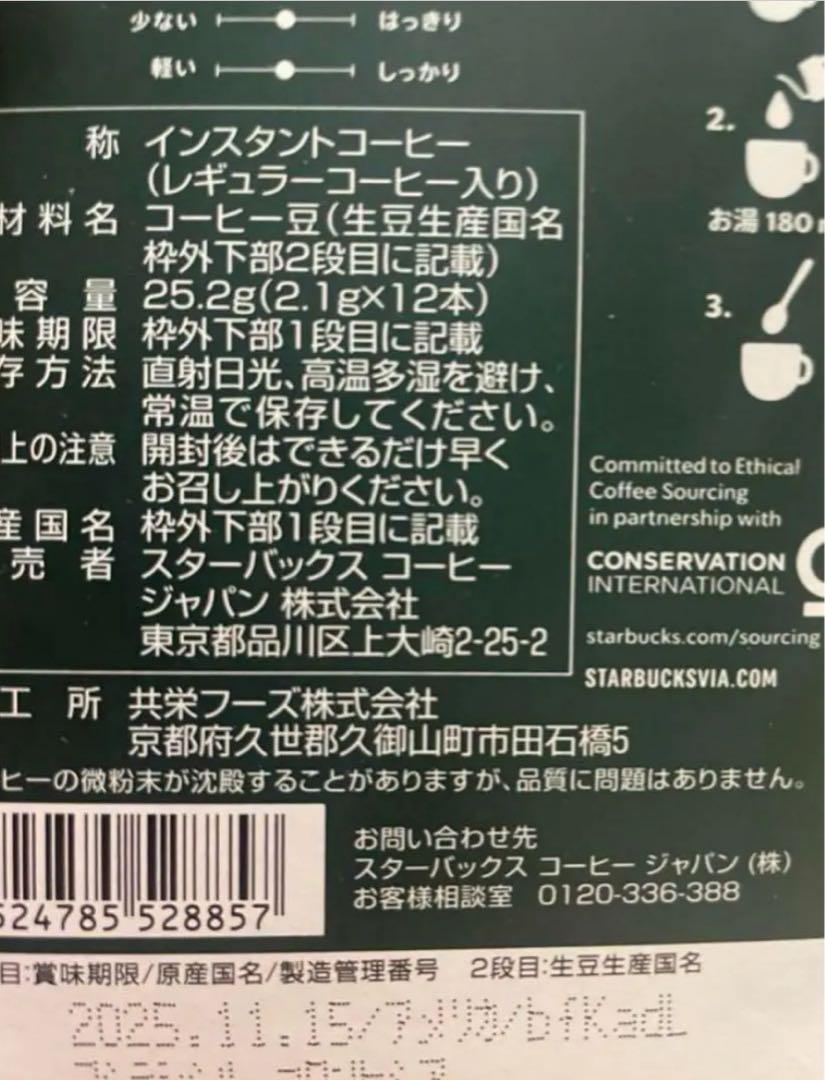 少ない はっきり
軽い しっかり
称 インスタントコーヒー
(レギュラーコーヒー入り)
材料名 コーヒー豆(生豆生産国名
枠外下部2段目に記載)
容量 25.2g(2.1g×12本)
味期限 枠外下部1段目に記載
存方法 直射日光、高温多湿を避け、
常温で保存してください。
上の注意 開封後はできるだけ早く
お召し上がりください。
産国名 枠外下部1段目に記載
売者 スターバックス コーヒー
ジャパン 株式会社
東京都品川区上大崎2-25-2
工所 共栄フーズ株式会社
京都府久世郡久御山町市田石橋5
ヒーの微粉末が沈殿することがありますが、品質に問題はありません。
2.
お湯180
3.
Committed to Ethical
Coffee Sourcing
in partnership with
CONSERVATION
INTERNATIONAL
starbucks.com/sourcing
STARBUCKSVIA.COM
524785 528857
お問い合わせ先
スターバックス コーヒー ジャパン (株)
お客様相談室 0120-336-388
目:賞味期限/原産国名/製造管理番号 2段目:生豆生産国名
2025.11.15/アメリカ/bfKadL